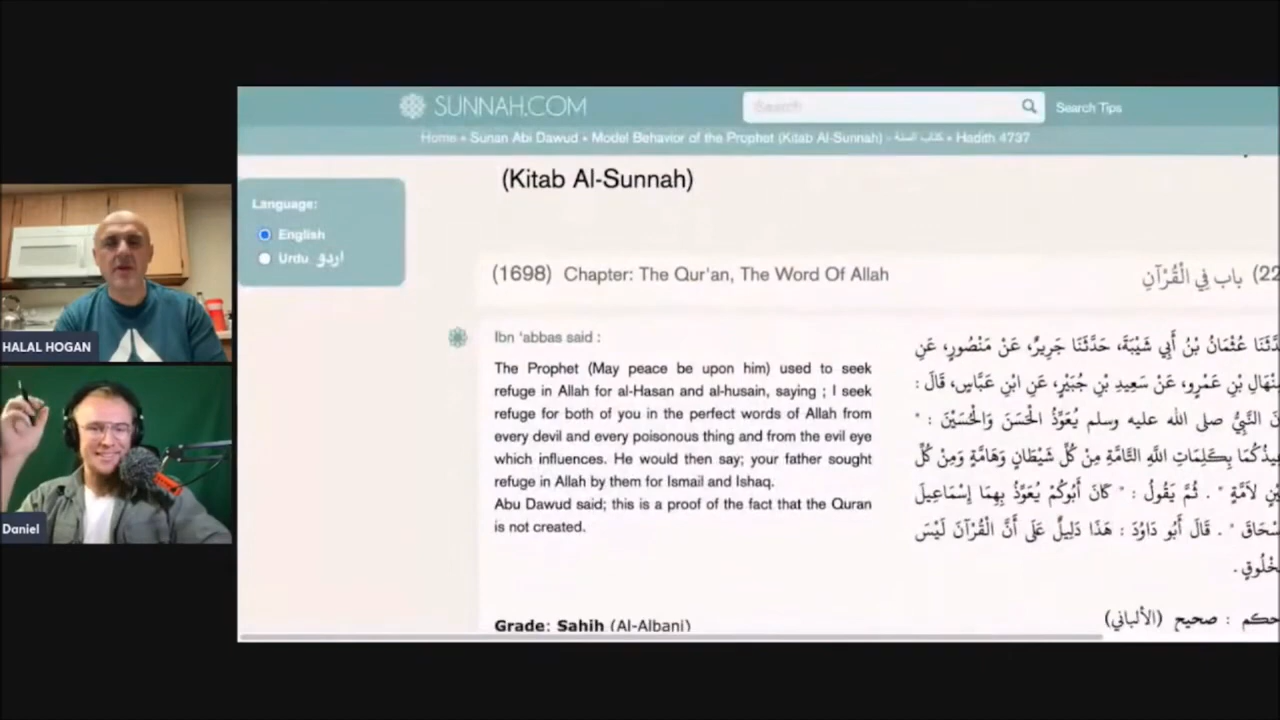 SUNNAH.COM
Search
Search Tips
Home • Sunan Abi Dawud • Model Behavior of the Prophet (Kitab Al-Sunnah) - كتاب السنة • Hadith 4737
(Kitab Al-Sunnah)
Language:
English
Urdu اردو
(1698) Chapter: The Qur'an, The Word Of Allah
باب فِي الْقُرْآنِ (22
Ibn 'abbas said :
The Prophet (May peace be upon him) used to seek
refuge in Allah for al-Hasan and al-husain, saying ; I seek
refuge for both of you in the perfect words of Allah from
every devil and every poisonous thing and from the evil eye
which influences. He would then say; your father sought
refuge in Allah by them for Ismail and Ishaq.
Abu Dawud said; this is a proof of the fact that the Quran
is not created.
عُثْمَانُ بْنُ أَبِي شَيْبَةَ، حَدَّثَنَا جَرِيرٌ، عَنْ مَنْصُورٍ، عَنِ
بْنِ عَمْرٍو، عَنْ سَعِيدِ بْنِ جُبَيْرٍ، عَنِ ابْنِ عَبَّاسٍ، قَالَ :
النَّبِيُّ صلى الله عليه وسلم يُعَوِّذُ الْحَسَنَ وَالْحُسَيْنَ : "
بِكَلِمَاتِ اللَّهِ التَّامَّةِ مِنْ كُلِّ شَيْطَانٍ وَهَامَّةٍ وَمِنْ كُلِّ
لاَمَّةٍ " . ثُمَّ يَقُولُ : " كَانَ أَبُوكُمْ يُعَوِّذُ بِهِمَا إِسْمَاعِيلَ
" . قَالَ أَبُو دَاوُدَ : هَذَا دَلِيلٌ عَلَى أَنَّ الْقُرْآنَ لَيْسَ
Grade: Sahih (Al-Albani)
: صحيح (الألباني)
HALAL HOGAN
Daniel